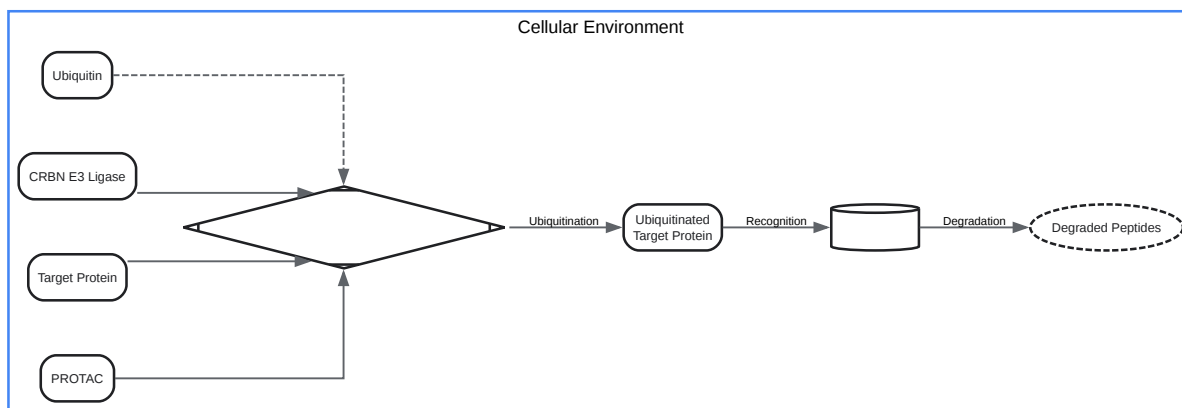 Cellular Environment
Ubiquitin
CRBN E3 Ligase
Target Protein
PROTAC
Ubiquitination
Ubiquitinated
Target Protein
Recognition
Degradation
Degraded Peptides